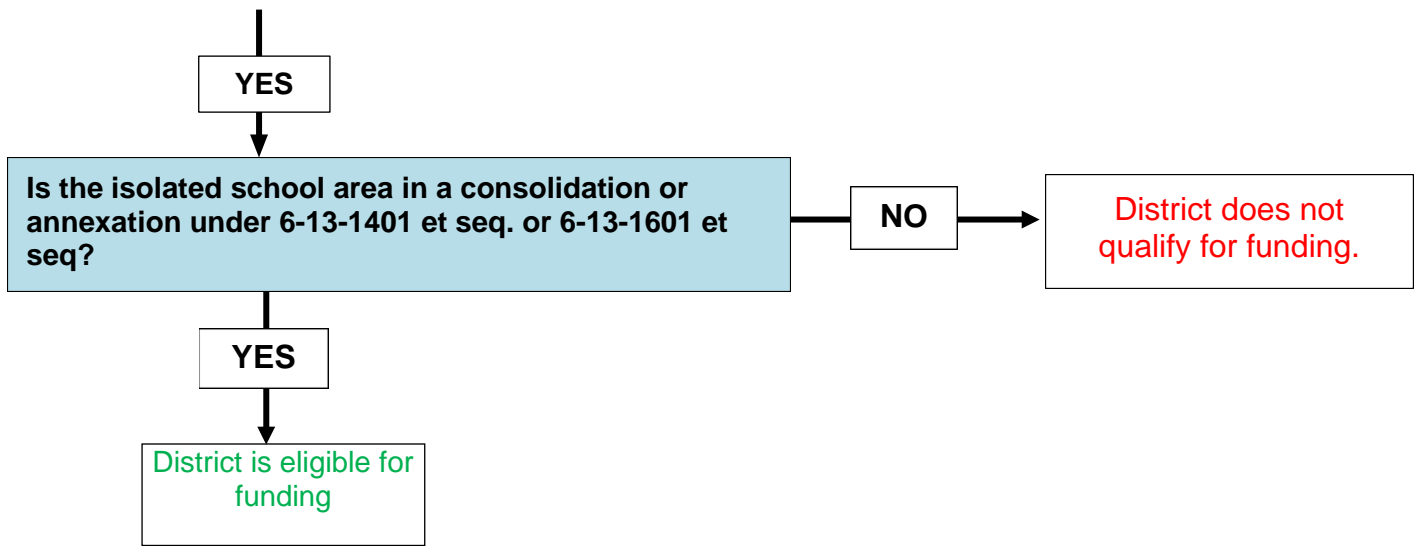 YES
Is the isolated school area in a consolidation or
annexation under 6-13-1401 et seq. or 6-13-1601 et
seq?
NO
District does not
qualify for funding.
YES
District is eligible for
funding